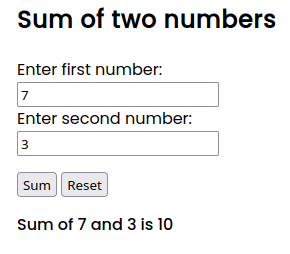 Sum of two numbers
Enter first number:
7
Enter second number:
3
Sum Reset
Sum of 7 and 3 is 10